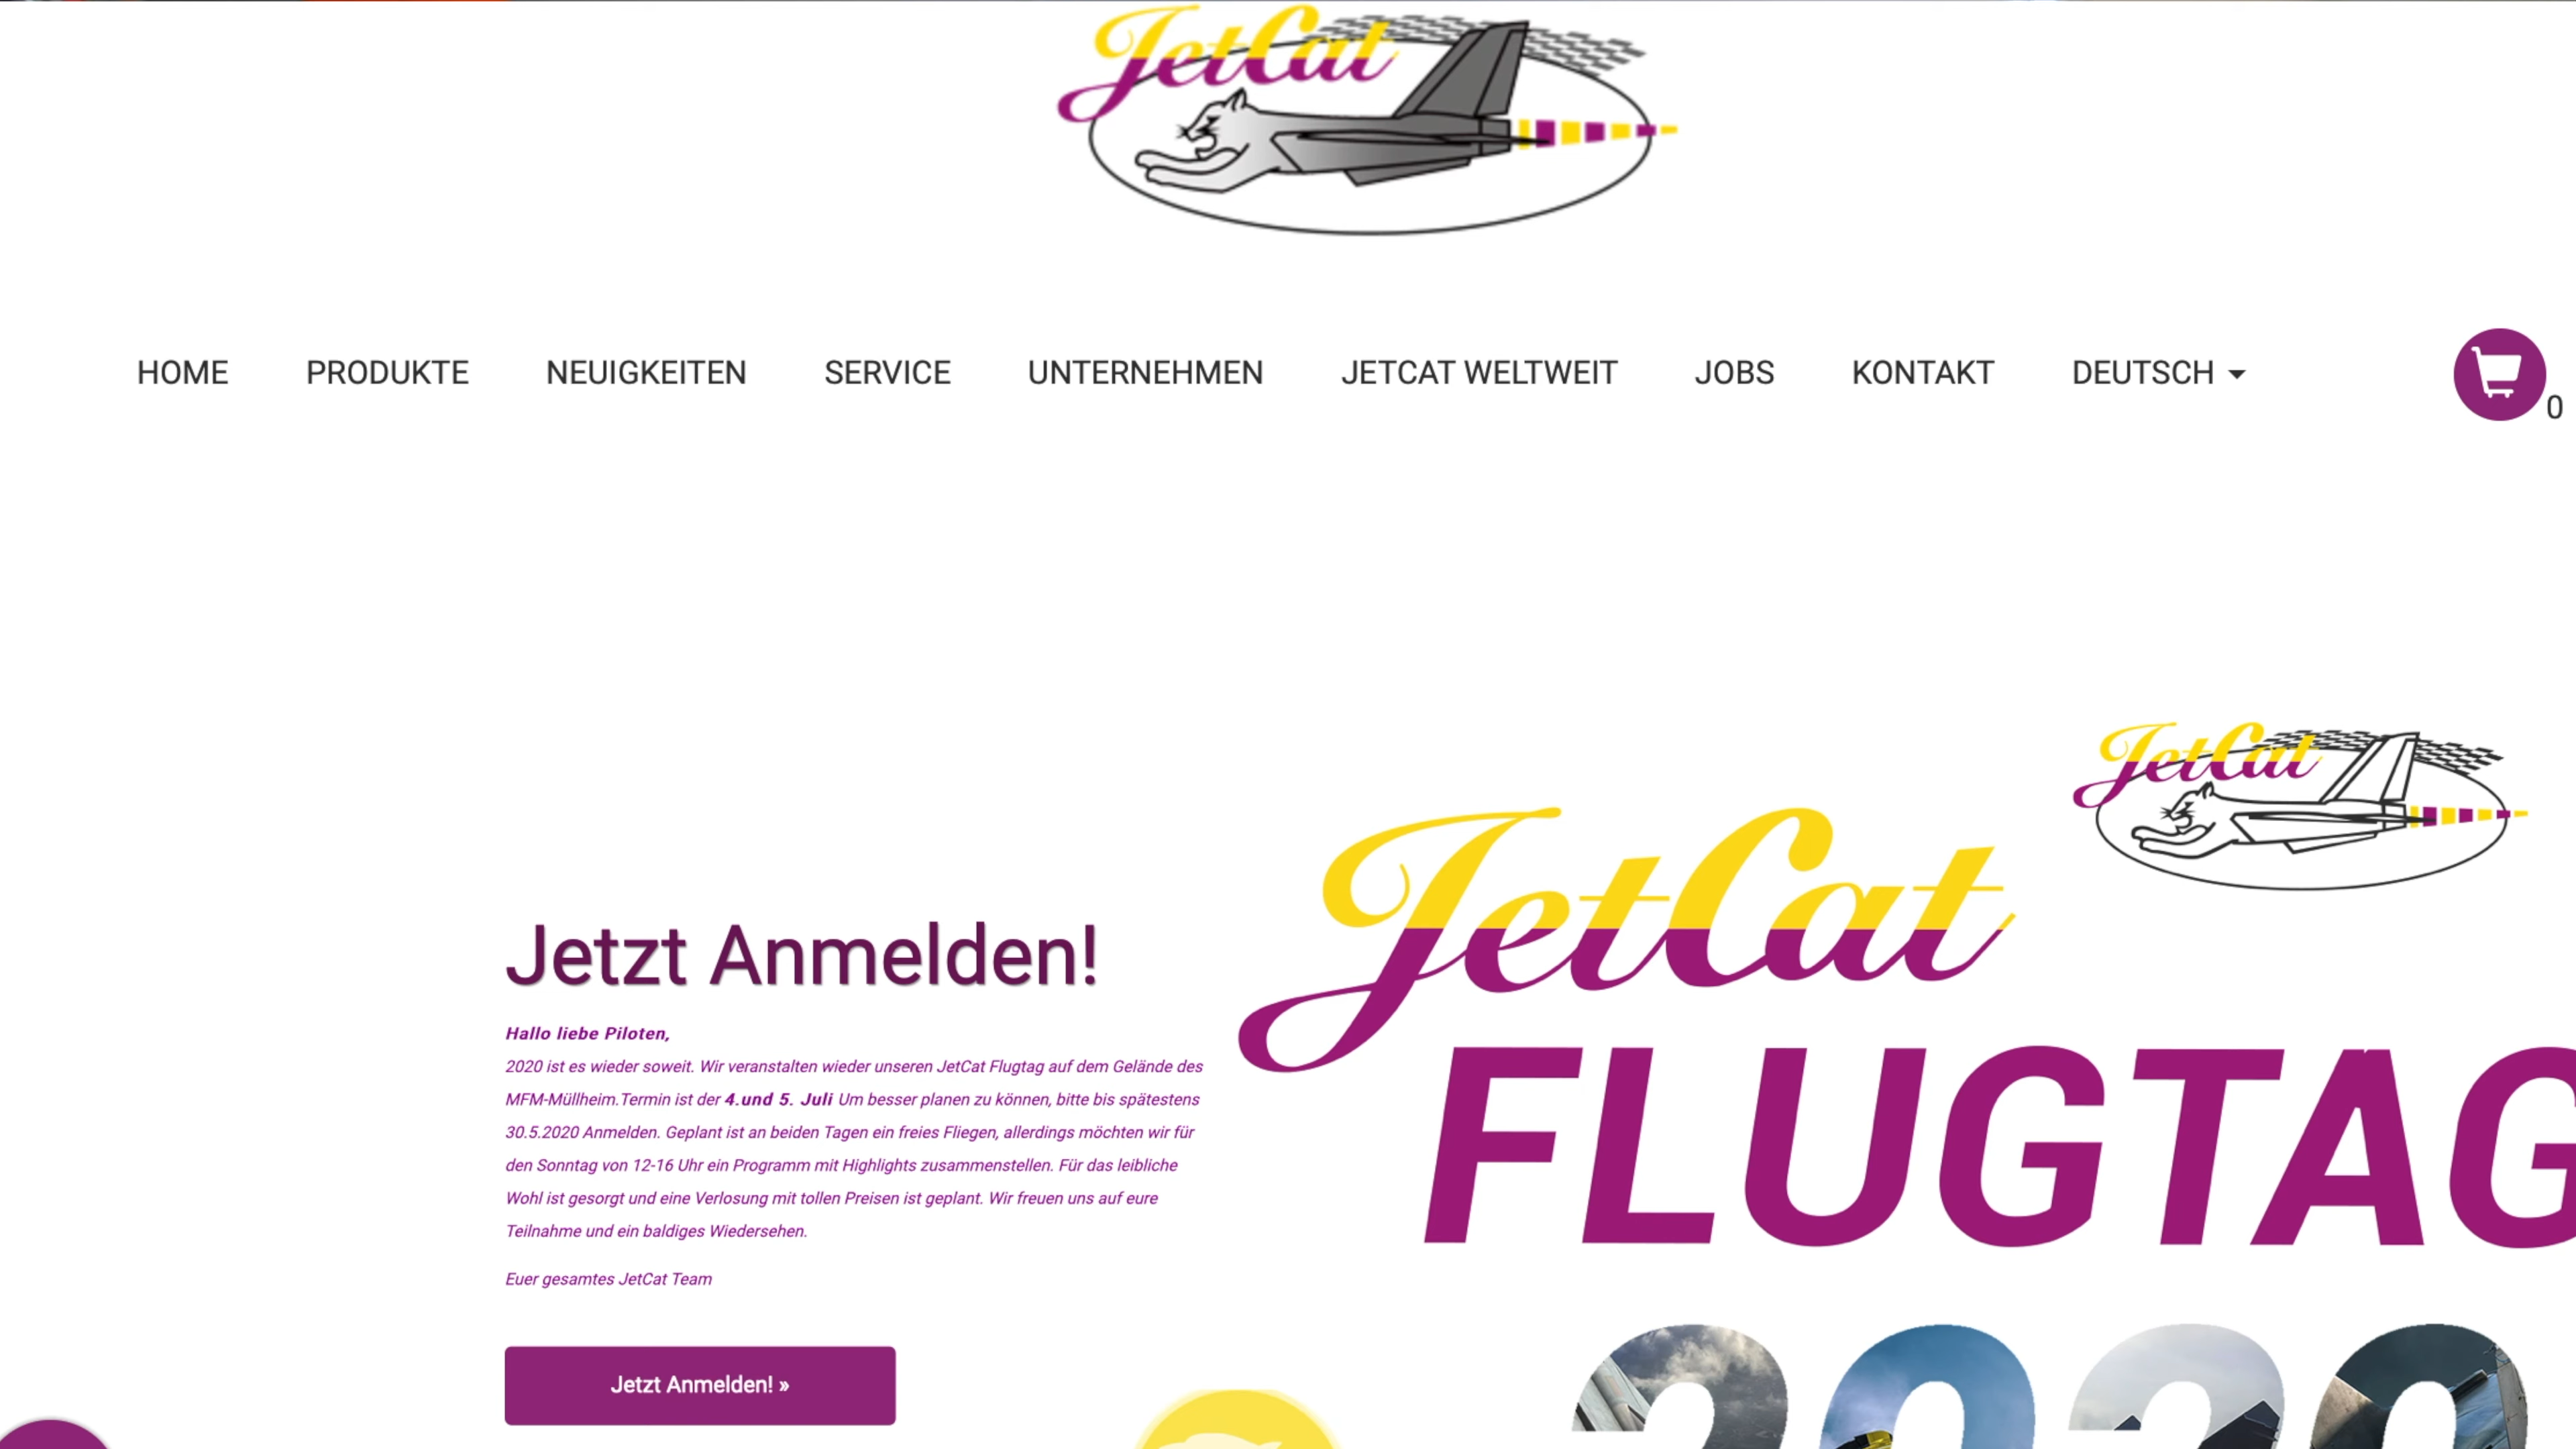 JetCat
HOME PRODUKTE NEUIGKEITEN SERVICE UNTERNEHMEN JETCAT WELTWEIT JOBS KONTAKT DEUTSCH
0
JetCat
JetCat
FLUGTAG
2020
Jetzt Anmelden!
Hallo liebe Piloten,
2020 ist es wieder soweit. Wir veranstalten wieder unseren JetCat Flugtag auf dem Gelände des
MFM-Müllheim.Termin ist der 4.und 5. Juli Um besser planen zu können, bitte bis spätestens
30.5.2020 Anmelden. Geplant ist an beiden Tagen ein freies Fliegen, allerdings möchten wir für
den Sonntag von 12-16 Uhr ein Programm mit Highlights zusammenstellen. Für das leibliche
Wohl ist gesorgt und eine Verlosung mit tollen Preisen ist geplant. Wir freuen uns auf eure
Teilnahme und ein baldiges Wiedersehen.
Euer gesamtes JetCat Team
Jetzt Anmelden! »